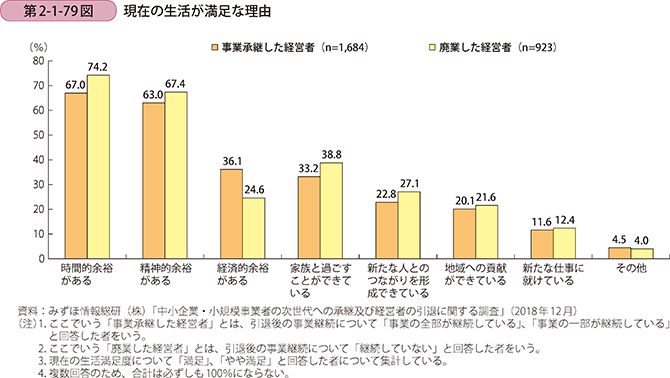 第2-1-79図 現在の生活が満足な理由
(%)
事業承継した経営者（n=1,684） 廃業した経営者（n=923）
80
70
60
50
40
30
20
10
0
67.0 74.2
63.0 67.4
36.1 24.6
33.2 38.8
22.8 27.1
20.1 21.6
11.6 12.4
4.5 4.0
時間的余裕
がある
精神的余裕
がある
経済的余裕
がある
家族と過ごす
ことができて
いる
新たな人との
つながりを形
成できている
地域への貢献
ができている
新たな仕事に
就けている
その他
資料：みずほ情報総研（株）「中小企業・小規模事業者の次世代への承継及び経営者の引退に関する調査」（2018年12月）
（注）1. ここでいう「事業承継した経営者」とは、引退後の事業継続について「事業の全部が継続している」、「事業の一部が継続している」
と回答した者をいう。
2. ここでいう「廃業した経営者」とは、引退後の事業継続について「継続していない」と回答した者をいう。
3. 現在の生活満足度について「満足」、「やや満足」と回答した者について集計している。
4. 複数回答のため、合計は必ずしも100％にならない。